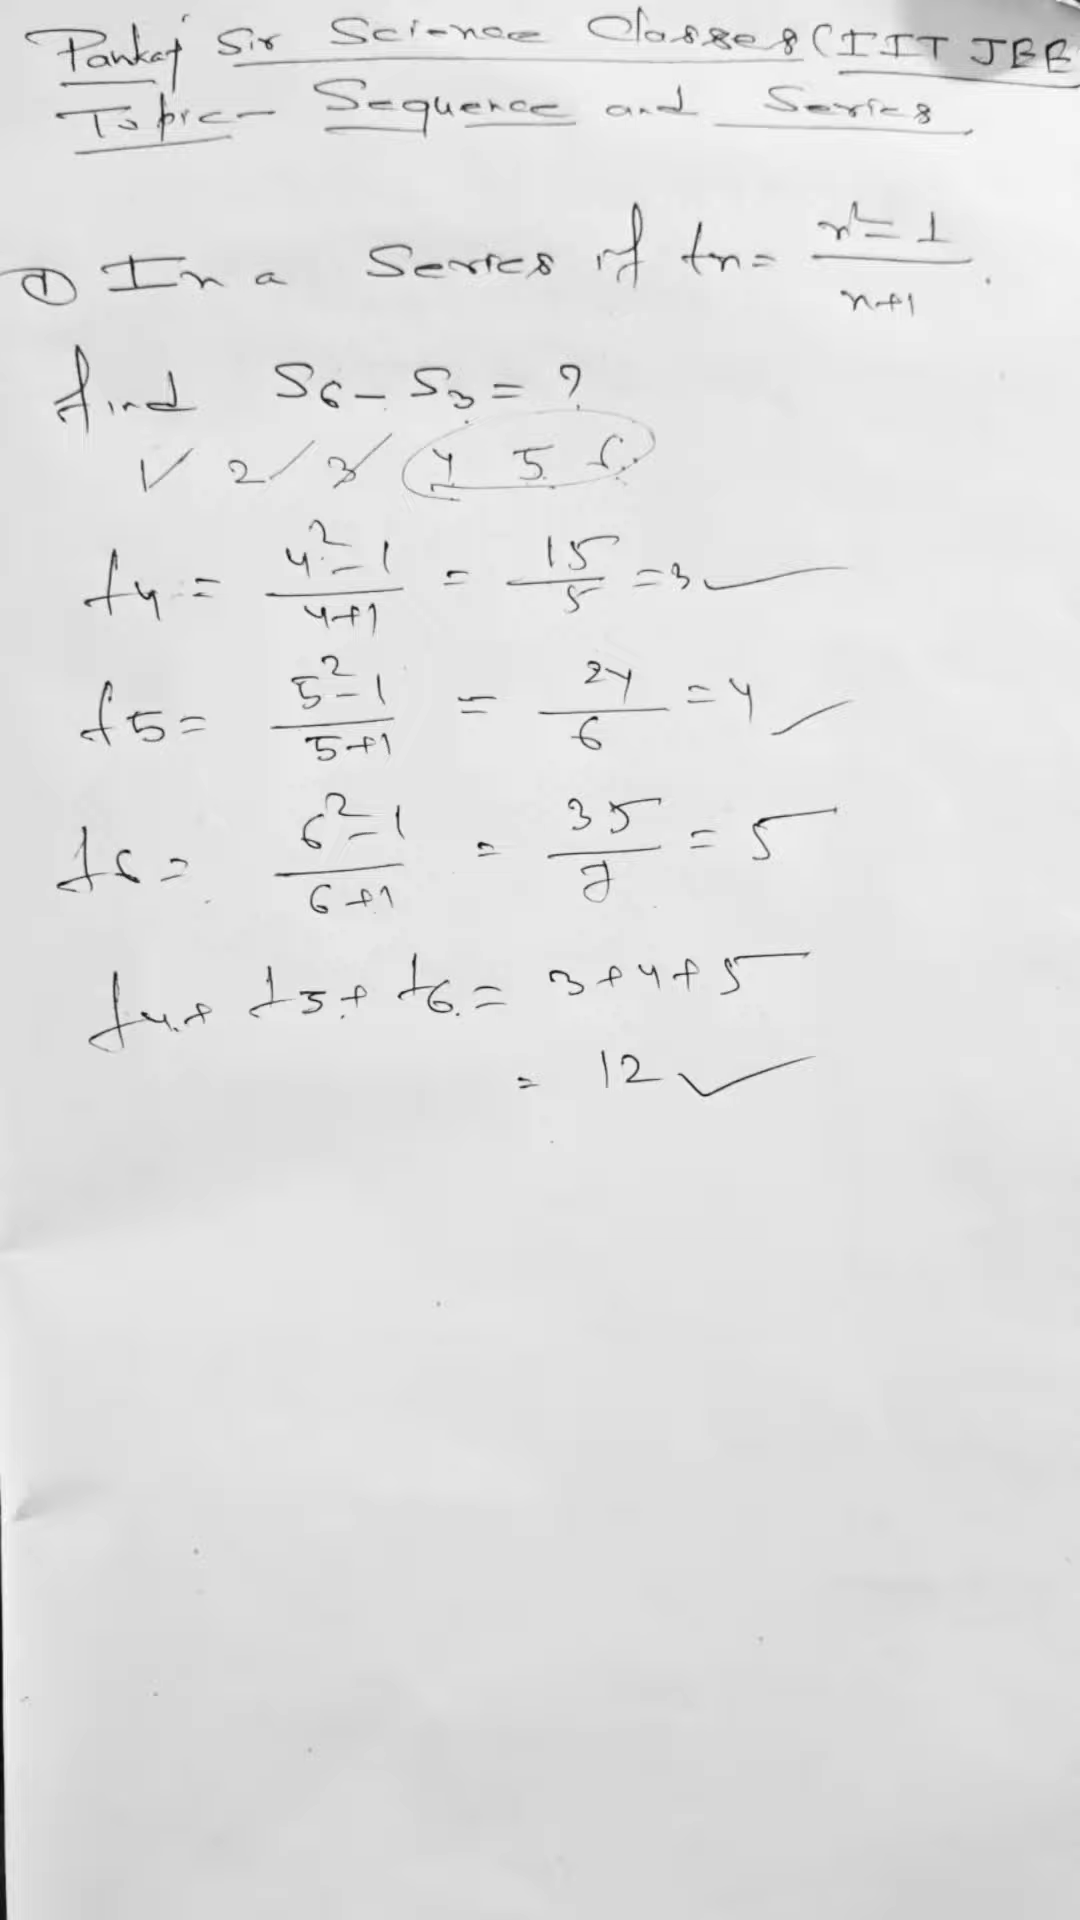 Pankaj Sir Science Classes (IIT JEE
Topic- Sequence and Series
① In a Series if tn = n²-1/n+1.
find S6 - S3 = ?
1 2 3 4 5 6
t4 = 4²-1/4+1 = 15/5 = 3
t5 = 5²-1/5+1 = 24/6 = 4
t6 = 6²-1/6+1 = 35/7 = 5
t4 + t5 + t6 = 3+4+5
= 12